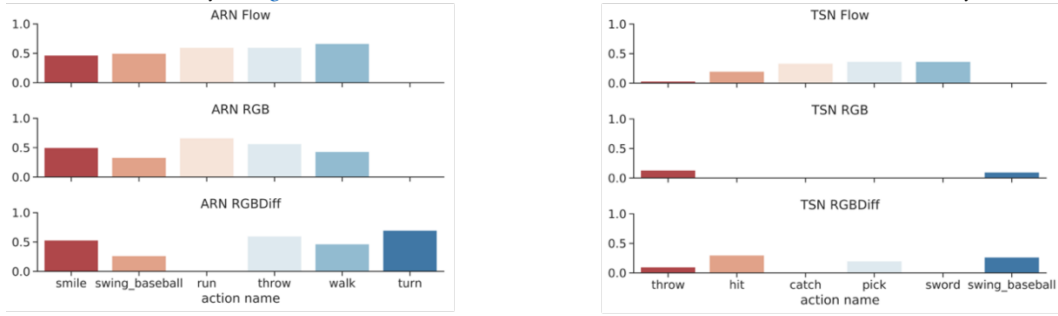 ARN Flow
1.0
0.5
0.0
ARN RGB
1.0
0.5
0.0
ARN RGBDiff
1.0
0.5
0.0
smile swing_baseball run throw walk turn
action name
TSN Flow
1.0
0.5
0.0
TSN RGB
1.0
0.5
0.0
TSN RGBDiff
1.0
0.5
0.0
throw hit catch pick sword swing_baseball
action name